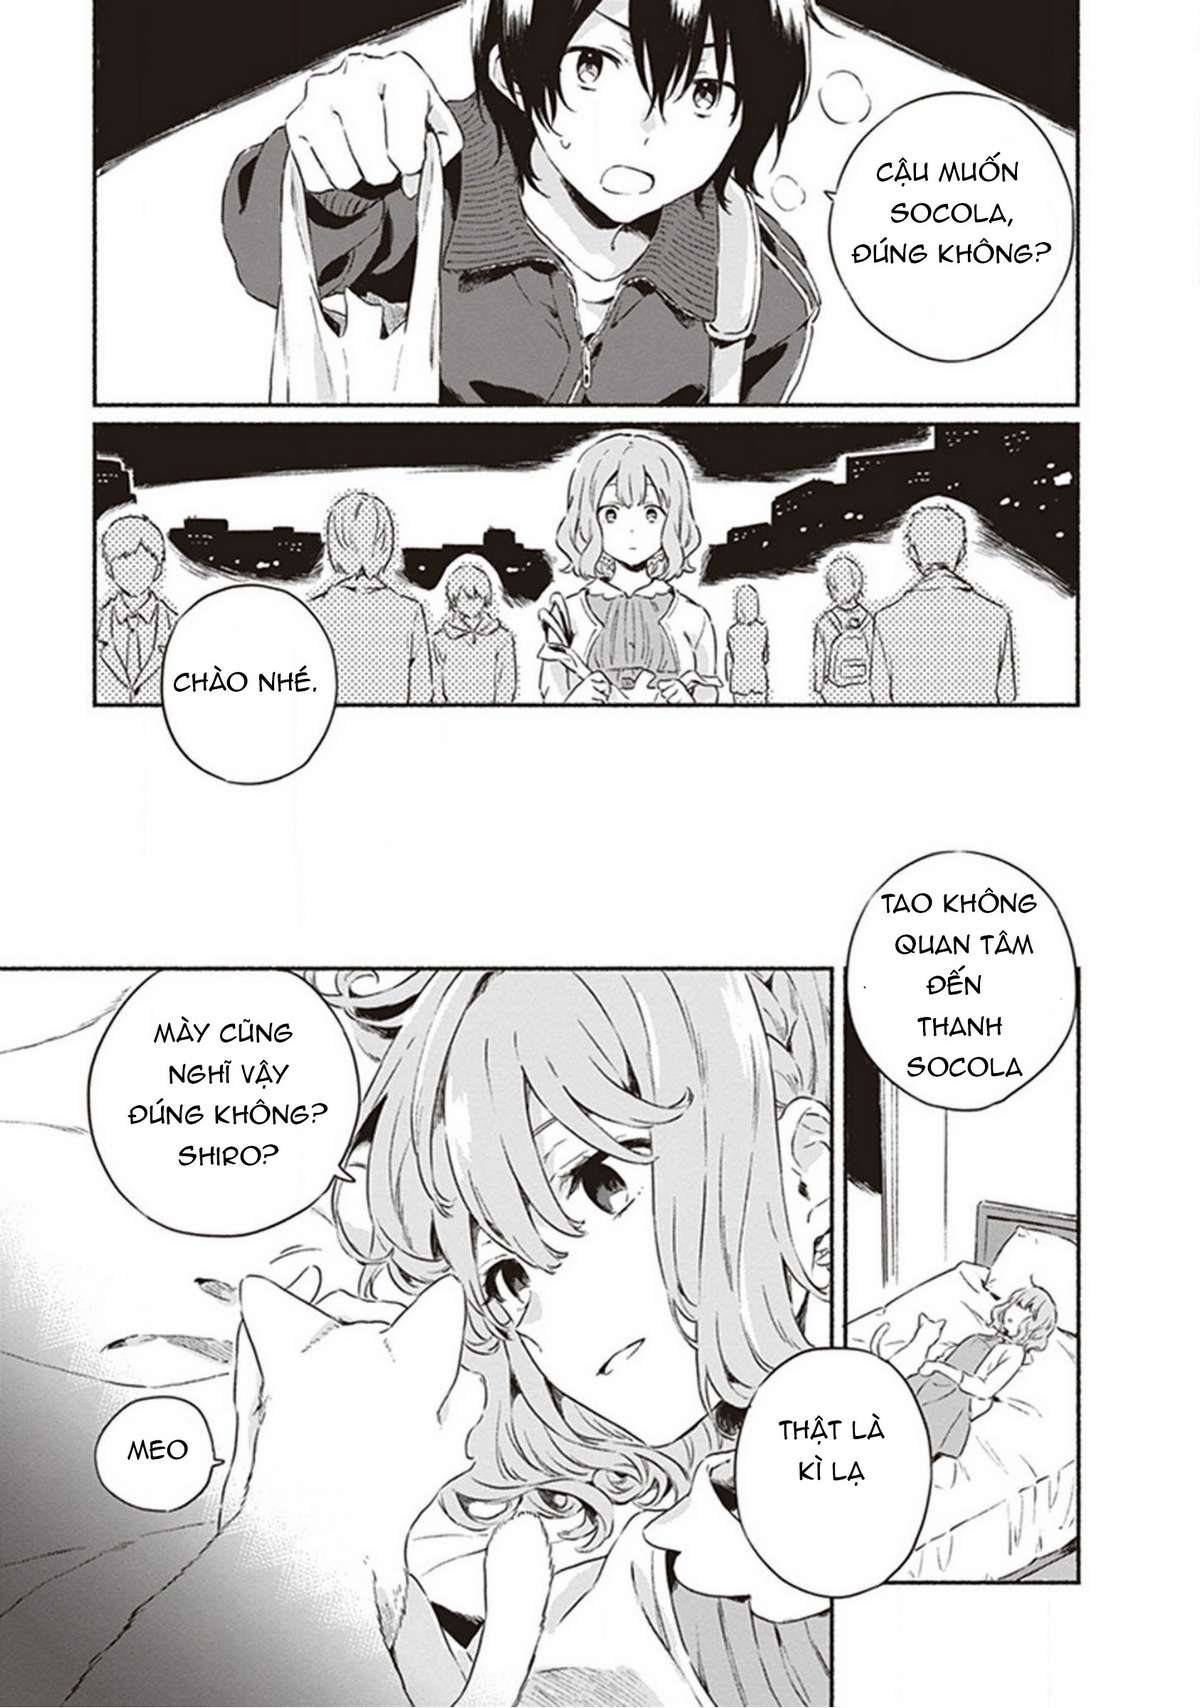 CẬU MUỐN
SOCOLA,
ĐÚNG KHÔNG?
CHÀO NHÉ.
TAO KHÔNG
QUAN TÂM
ĐẾN
THANH
SOCOLA
THẬT LÀ
KÌ LẠ
MÀY CŨNG
NGHĨ VẬY
ĐÚNG KHÔNG?
SHIRO?
MEO